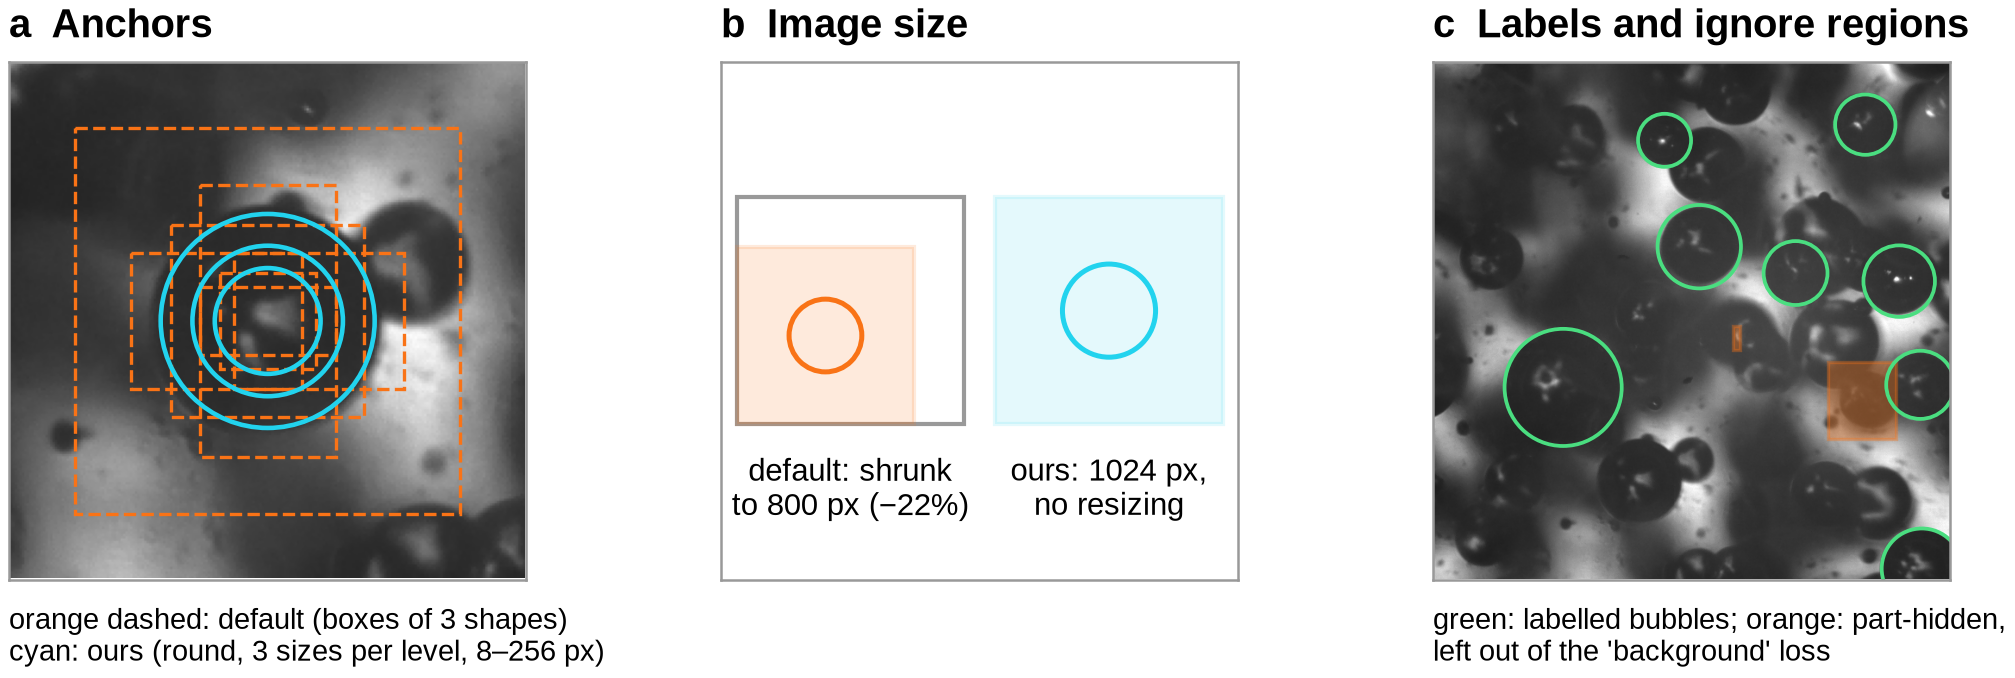 a Anchors
b Image size
c Labels and ignore regions
default: shrunk
to 800 px (−22%)
ours: 1024 px,
no resizing
orange dashed: default (boxes of 3 shapes)
cyan: ours (round, 3 sizes per level, 8–256 px)
green: labelled bubbles; orange: part-hidden,
left out of the 'background' loss